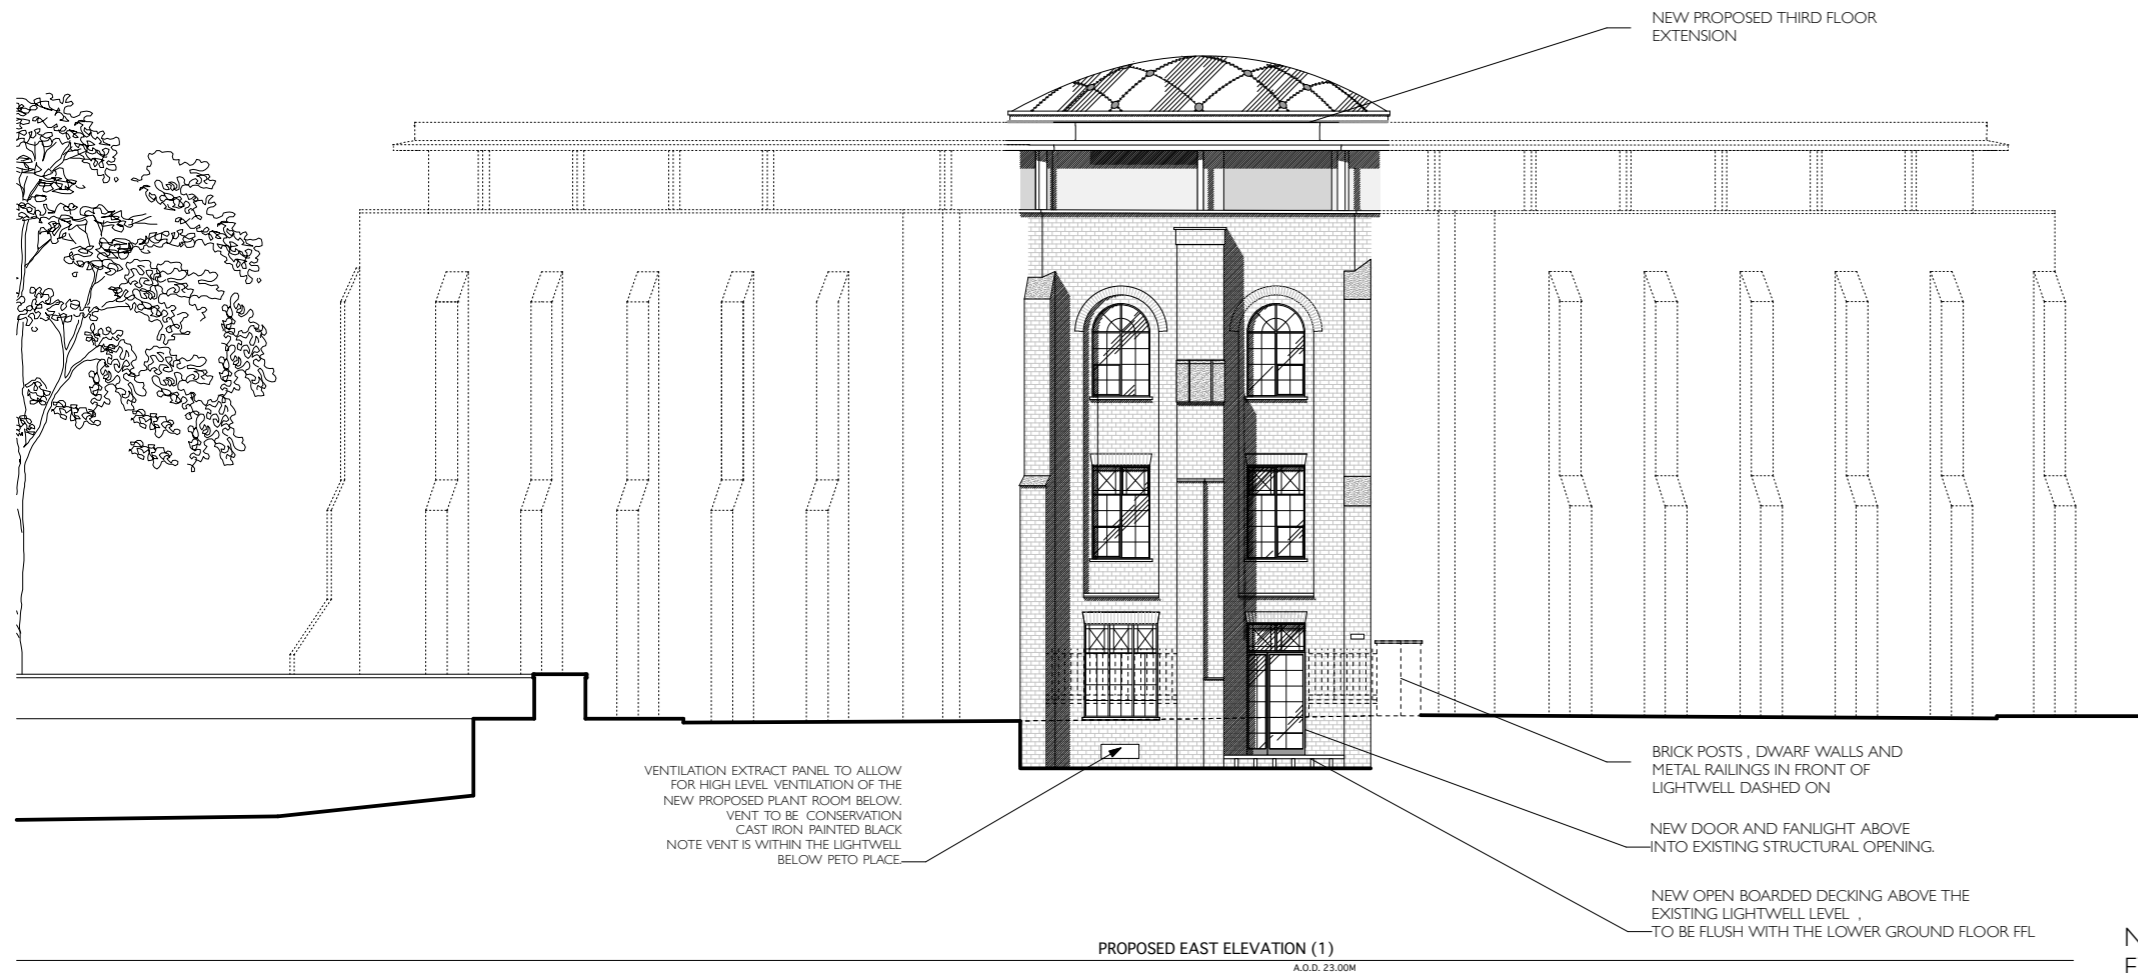 NEW PROPOSED THIRD FLOOR
EXTENSION
VENTILATION EXTRACT PANEL TO ALLOW
FOR HIGH LEVEL VENTILATION OF THE
NEW PROPOSED PLANT ROOM BELOW.
VENT TO BE CONSERVATION
CAST IRON PAINTED BLACK
NOTE VENT IS WITHIN THE LIGHTWELL
BELOW PETO PLACE.
BRICK POSTS , DWARF WALLS AND
METAL RAILINGS IN FRONT OF
LIGHTWELL DASHED ON
NEW DOOR AND FANLIGHT ABOVE
INTO EXISTING STRUCTURAL OPENING.
NEW OPEN BOARDED DECKING ABOVE THE
EXISTING LIGHTWELL LEVEL ,
TO BE FLUSH WITH THE LOWER GROUND FLOOR FFL
PROPOSED EAST ELEVATION (1)
A.O.D. 23.00M